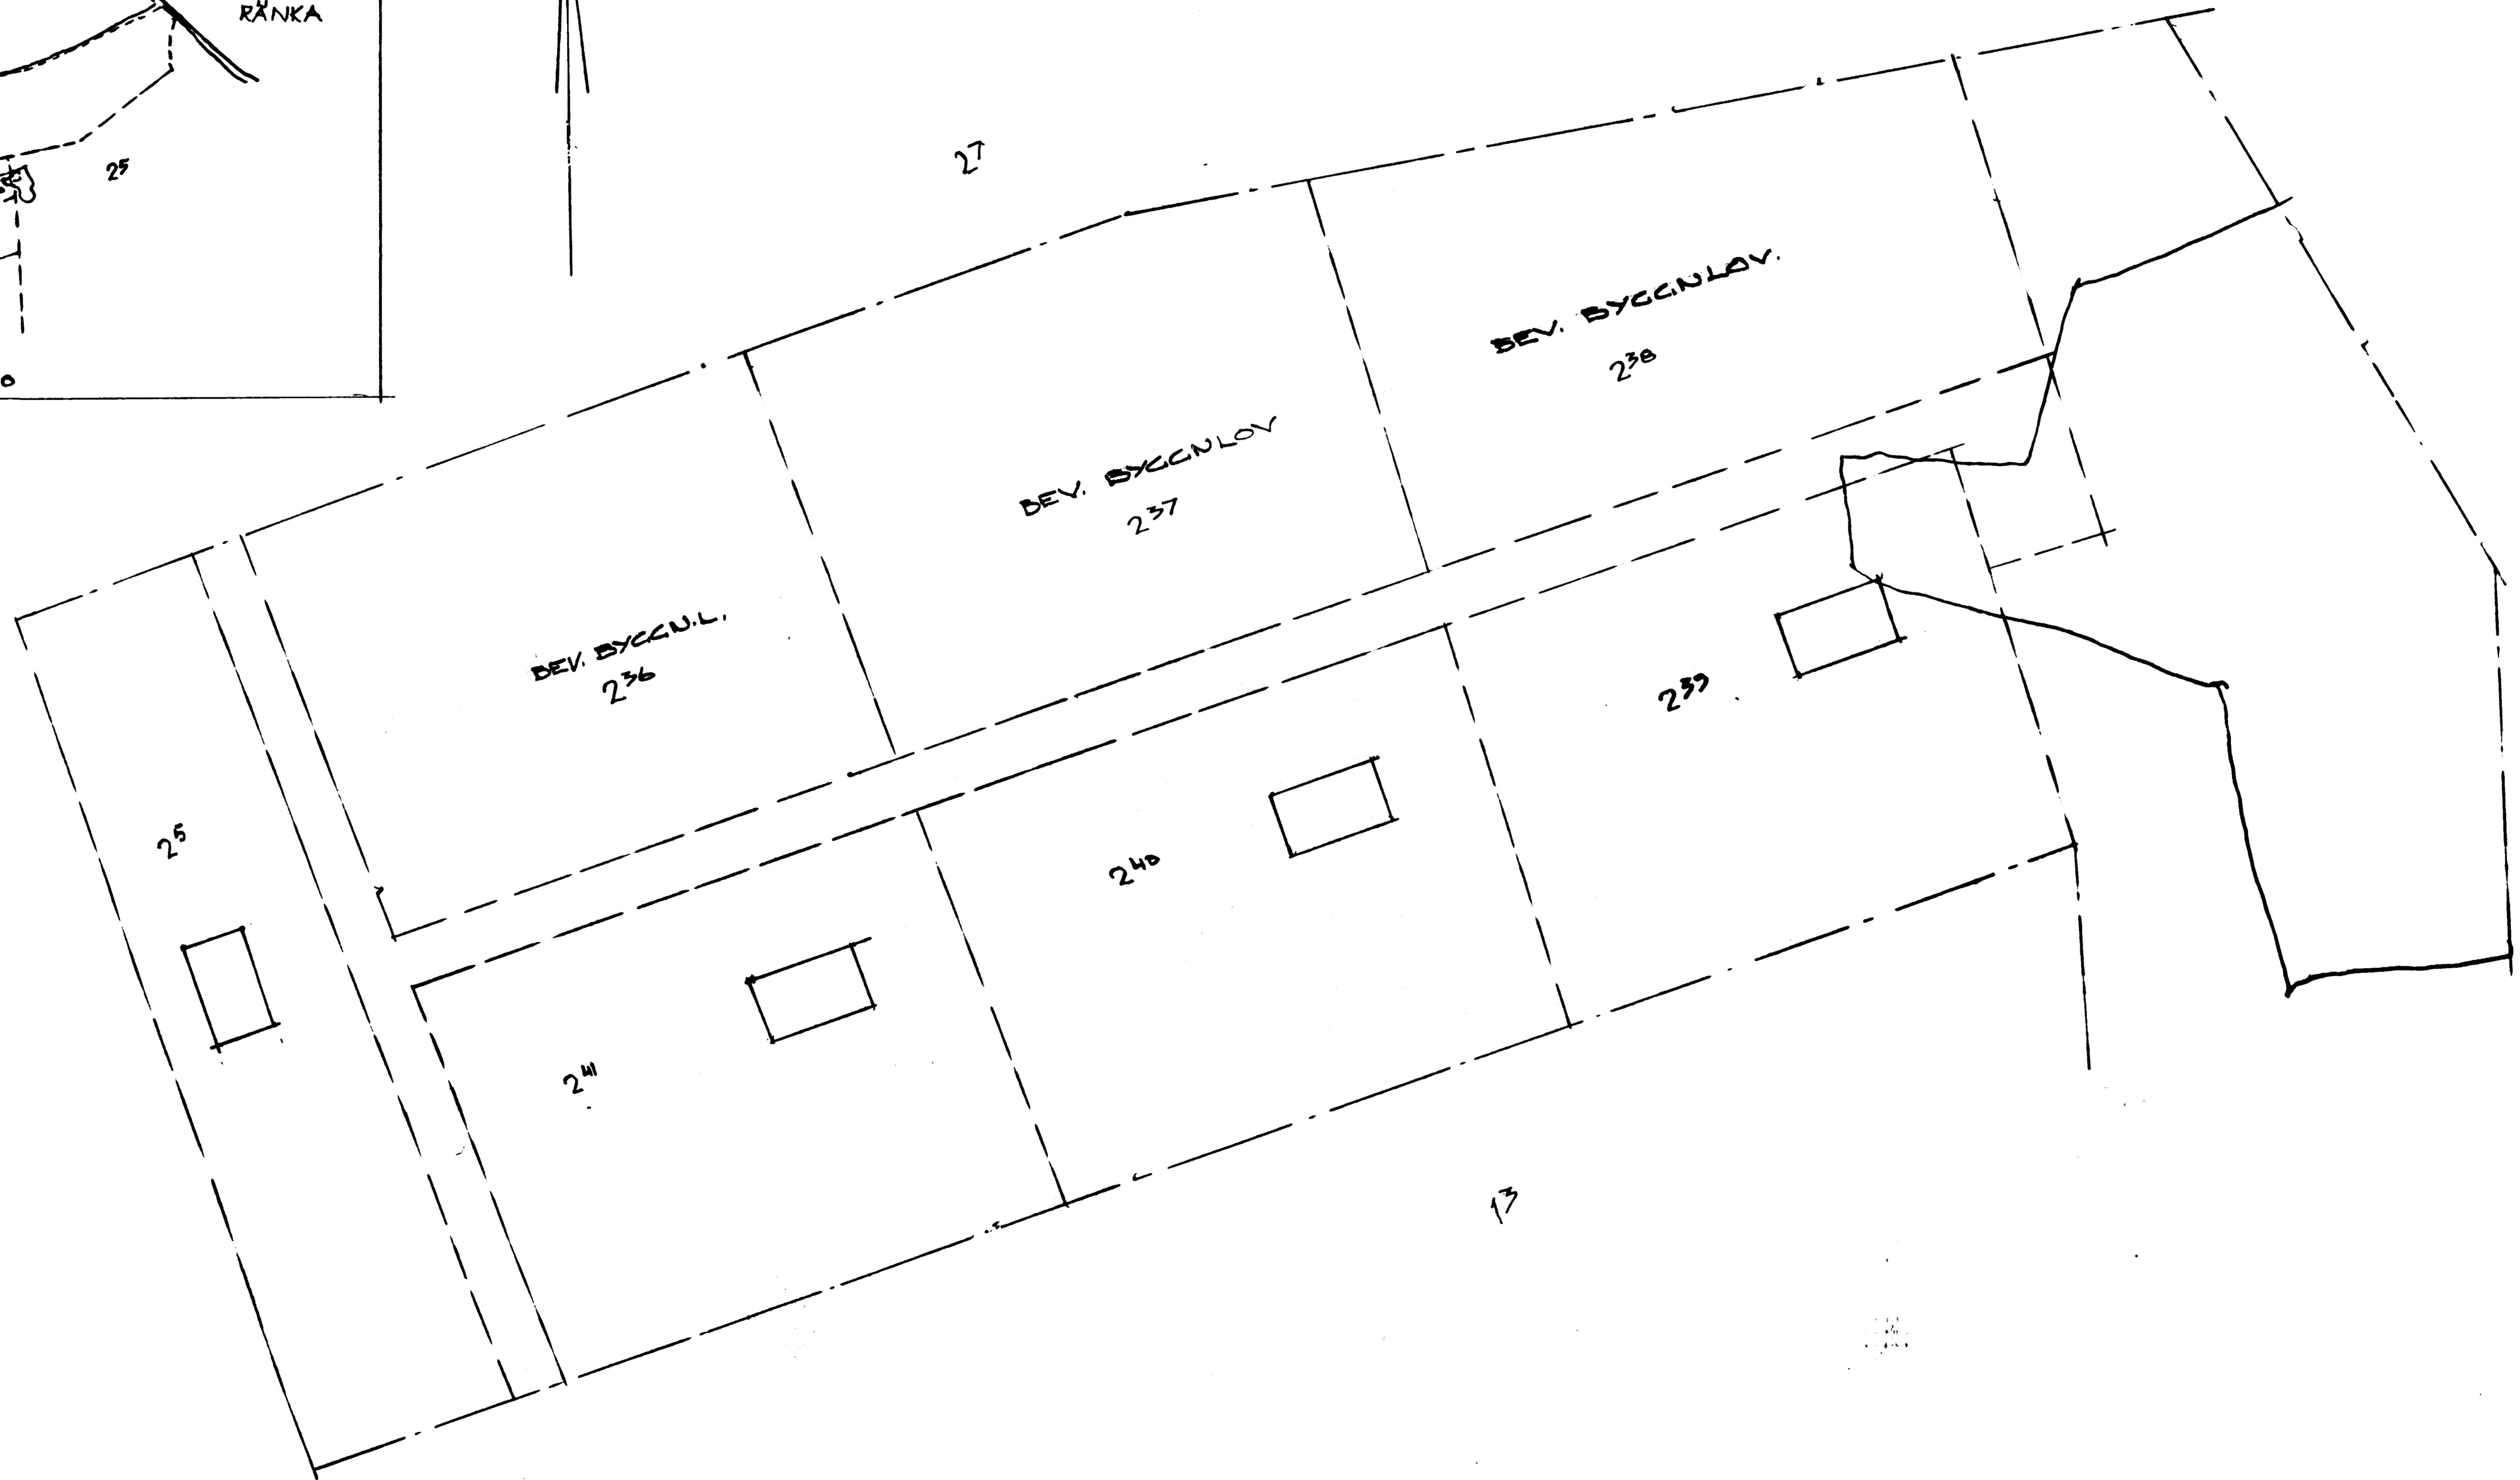 RÄNKA
2⁵
2⁷
BEV. BYGGNLOV.
2³⁸
BEV. BYGGNLOV
2³⁷
BEV. BYGGN.L.
2³⁶
2³⁹
2⁵
2⁴⁰
2⁴¹
1³